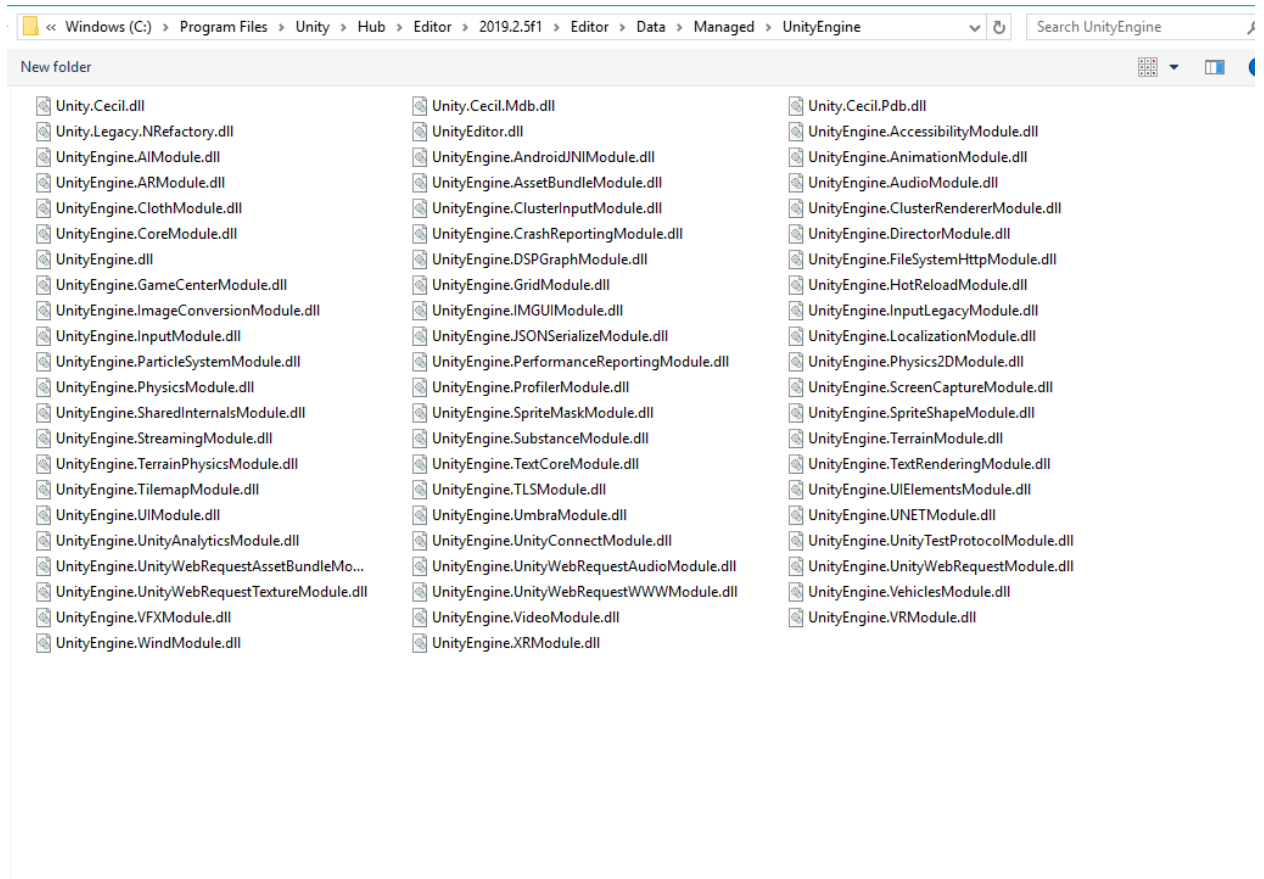 « Windows (C:) > Program Files > Unity > Hub > Editor > 2019.2.5f1 > Editor > Data > Managed > UnityEngine
Search UnityEngine
New folder
Unity.Cecil.dll Unity.Cecil.Mdb.dll Unity.Cecil.Pdb.dll
Unity.Legacy.NRefactory.dll UnityEditor.dll UnityEngine.AccessibilityModule.dll
UnityEngine.AIModule.dll UnityEngine.AndroidJNIModule.dll UnityEngine.AnimationModule.dll
UnityEngine.ARModule.dll UnityEngine.AssetBundleModule.dll UnityEngine.AudioModule.dll
UnityEngine.ClothModule.dll UnityEngine.ClusterInputModule.dll UnityEngine.ClusterRendererModule.dll
UnityEngine.CoreModule.dll UnityEngine.CrashReportingModule.dll UnityEngine.DirectorModule.dll
UnityEngine.dll UnityEngine.DSPGraphModule.dll UnityEngine.FileSystemHttpModule.dll
UnityEngine.GameCenterModule.dll UnityEngine.GridModule.dll UnityEngine.HotReloadModule.dll
UnityEngine.ImageConversionModule.dll UnityEngine.IMGUIModule.dll UnityEngine.InputLegacyModule.dll
UnityEngine.InputModule.dll UnityEngine.JSONSerializeModule.dll UnityEngine.LocalizationModule.dll
UnityEngine.ParticleSystemModule.dll UnityEngine.PerformanceReportingModule.dll UnityEngine.Physics2DModule.dll
UnityEngine.PhysicsModule.dll UnityEngine.ProfilerModule.dll UnityEngine.ScreenCaptureModule.dll
UnityEngine.SharedInternalsModule.dll UnityEngine.SpriteMaskModule.dll UnityEngine.SpriteShapeModule.dll
UnityEngine.StreamingModule.dll UnityEngine.SubstanceModule.dll UnityEngine.TerrainModule.dll
UnityEngine.TerrainPhysicsModule.dll UnityEngine.TextCoreModule.dll UnityEngine.TextRenderingModule.dll
UnityEngine.TilemapModule.dll UnityEngine.TLSModule.dll UnityEngine.UIElementsModule.dll
UnityEngine.UIModule.dll UnityEngine.UmbraModule.dll UnityEngine.UNETModule.dll
UnityEngine.UnityAnalyticsModule.dll UnityEngine.UnityConnectModule.dll UnityEngine.UnityTestProtocolModule.dll
UnityEngine.UnityWebRequestAssetBundleMo... UnityEngine.UnityWebRequestAudioModule.dll UnityEngine.UnityWebRequestModule.dll
UnityEngine.UnityWebRequestTextureModule.dll UnityEngine.UnityWebRequestWWWModule.dll UnityEngine.VehiclesModule.dll
UnityEngine.VFXModule.dll UnityEngine.VideoModule.dll UnityEngine.VRModule.dll
UnityEngine.WindModule.dll UnityEngine.XRModule.dll